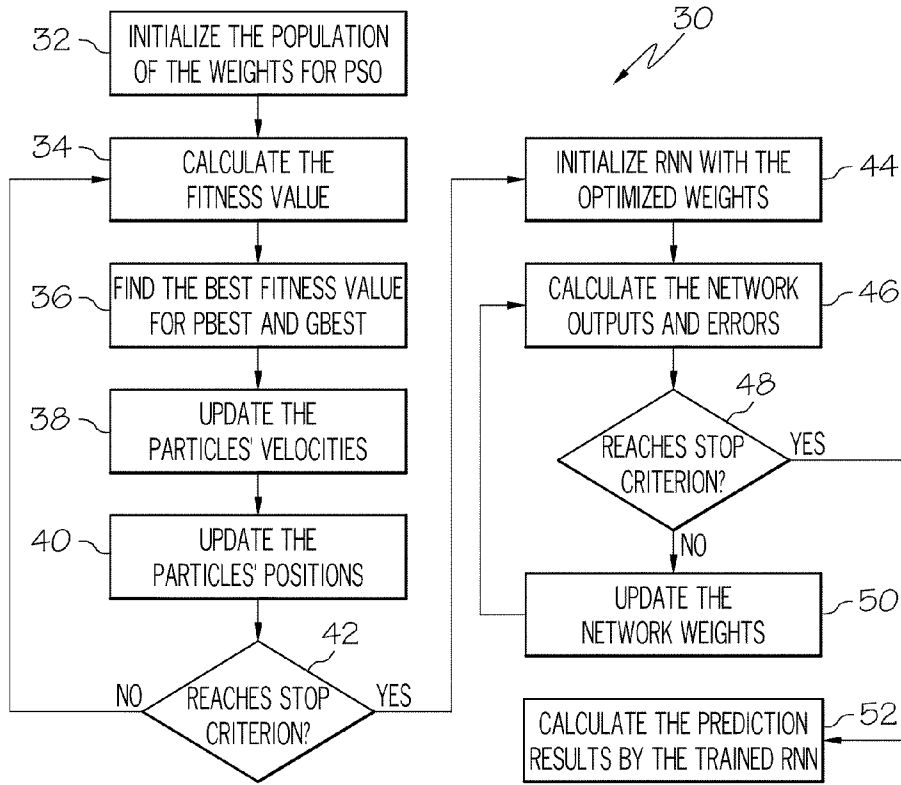 32
INITIALIZE THE POPULATION
OF THE WEIGHTS FOR PSO
34
CALCULATE THE
FITNESS VALUE
36
FIND THE BEST FITNESS VALUE
FOR PBEST AND GBEST
38
UPDATE THE
PARTICLES' VELOCITIES
40
UPDATE THE
PARTICLES' POSITIONS
42
NO
REACHES STOP
CRITERION?
YES
30
INITIALIZE RNN WITH THE
OPTIMIZED WEIGHTS
44
CALCULATE THE NETWORK
OUTPUTS AND ERRORS
46
48
REACHES STOP
CRITERION?
YES
NO
UPDATE THE
NETWORK WEIGHTS
50
CALCULATE THE PREDICTION
RESULTS BY THE TRAINED RNN
52